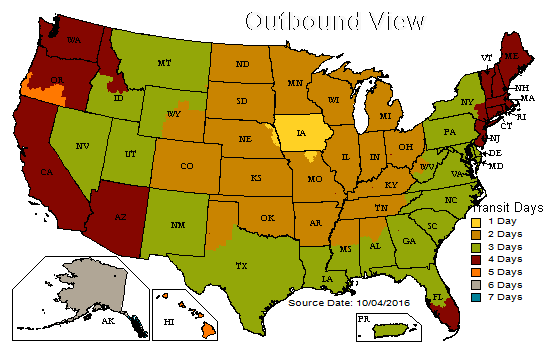 Outbound View
WA
MT
ND
MN
VT
ME
OR
ID
SD
WI
MI
NY
NH
MA
WY
RI
CT
NV
UT
NE
IA
IL
IN
OH
PA
NJ
DE
MD
CA
CO
KS
MO
KY
WV
VA
AZ
NM
OK
AR
TN
NC
TX
LA
MS
AL
GA
SC
FL
Transit Days
1 Day
2 Days
3 Days
4 Days
5 Days
6 Days
7 Days
Source Date: 10/04/2016
AK
HI
PR